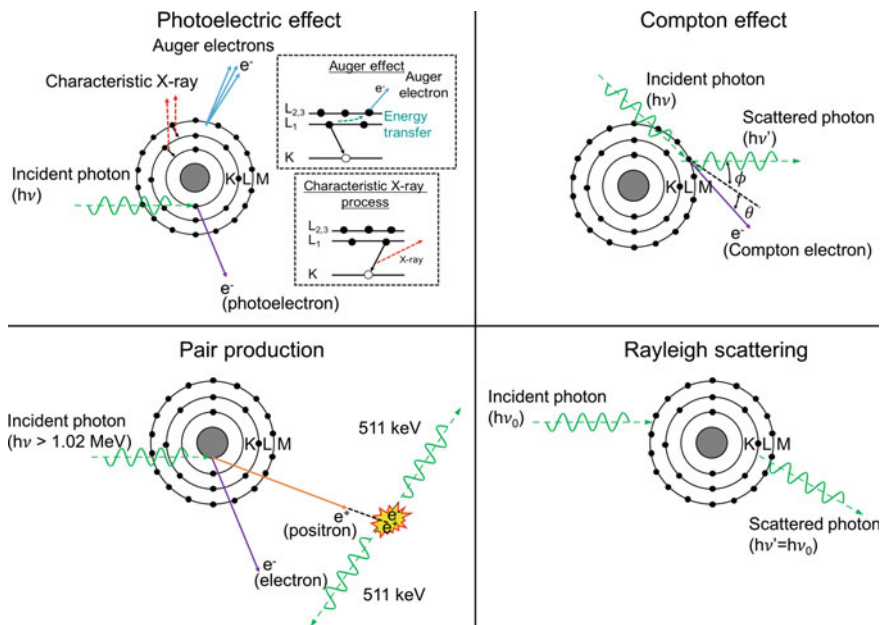 Photoelectric effect
Auger electrons
e-
Characteristic X-ray
Incident photon
(hν)
K L M
e-
(photoelectron)
Auger effect
e-
Auger
electron
L2,3
L1
Energy
transfer
K
Characteristic X-ray
process
L2,3
L1
X-ray
K
Compton effect
Incident photon
(hν)
Scattered photon
(hν')
K L M
ϕ
θ
e-
(Compton electron)
Pair production
Incident photon
(hν > 1.02 MeV)
K L M
511 keV
e+
(positron)
e-
e+
e-
(electron)
511 keV
Rayleigh scattering
Incident photon
(hν0)
K L M
Scattered photon
(hν'=hν0)